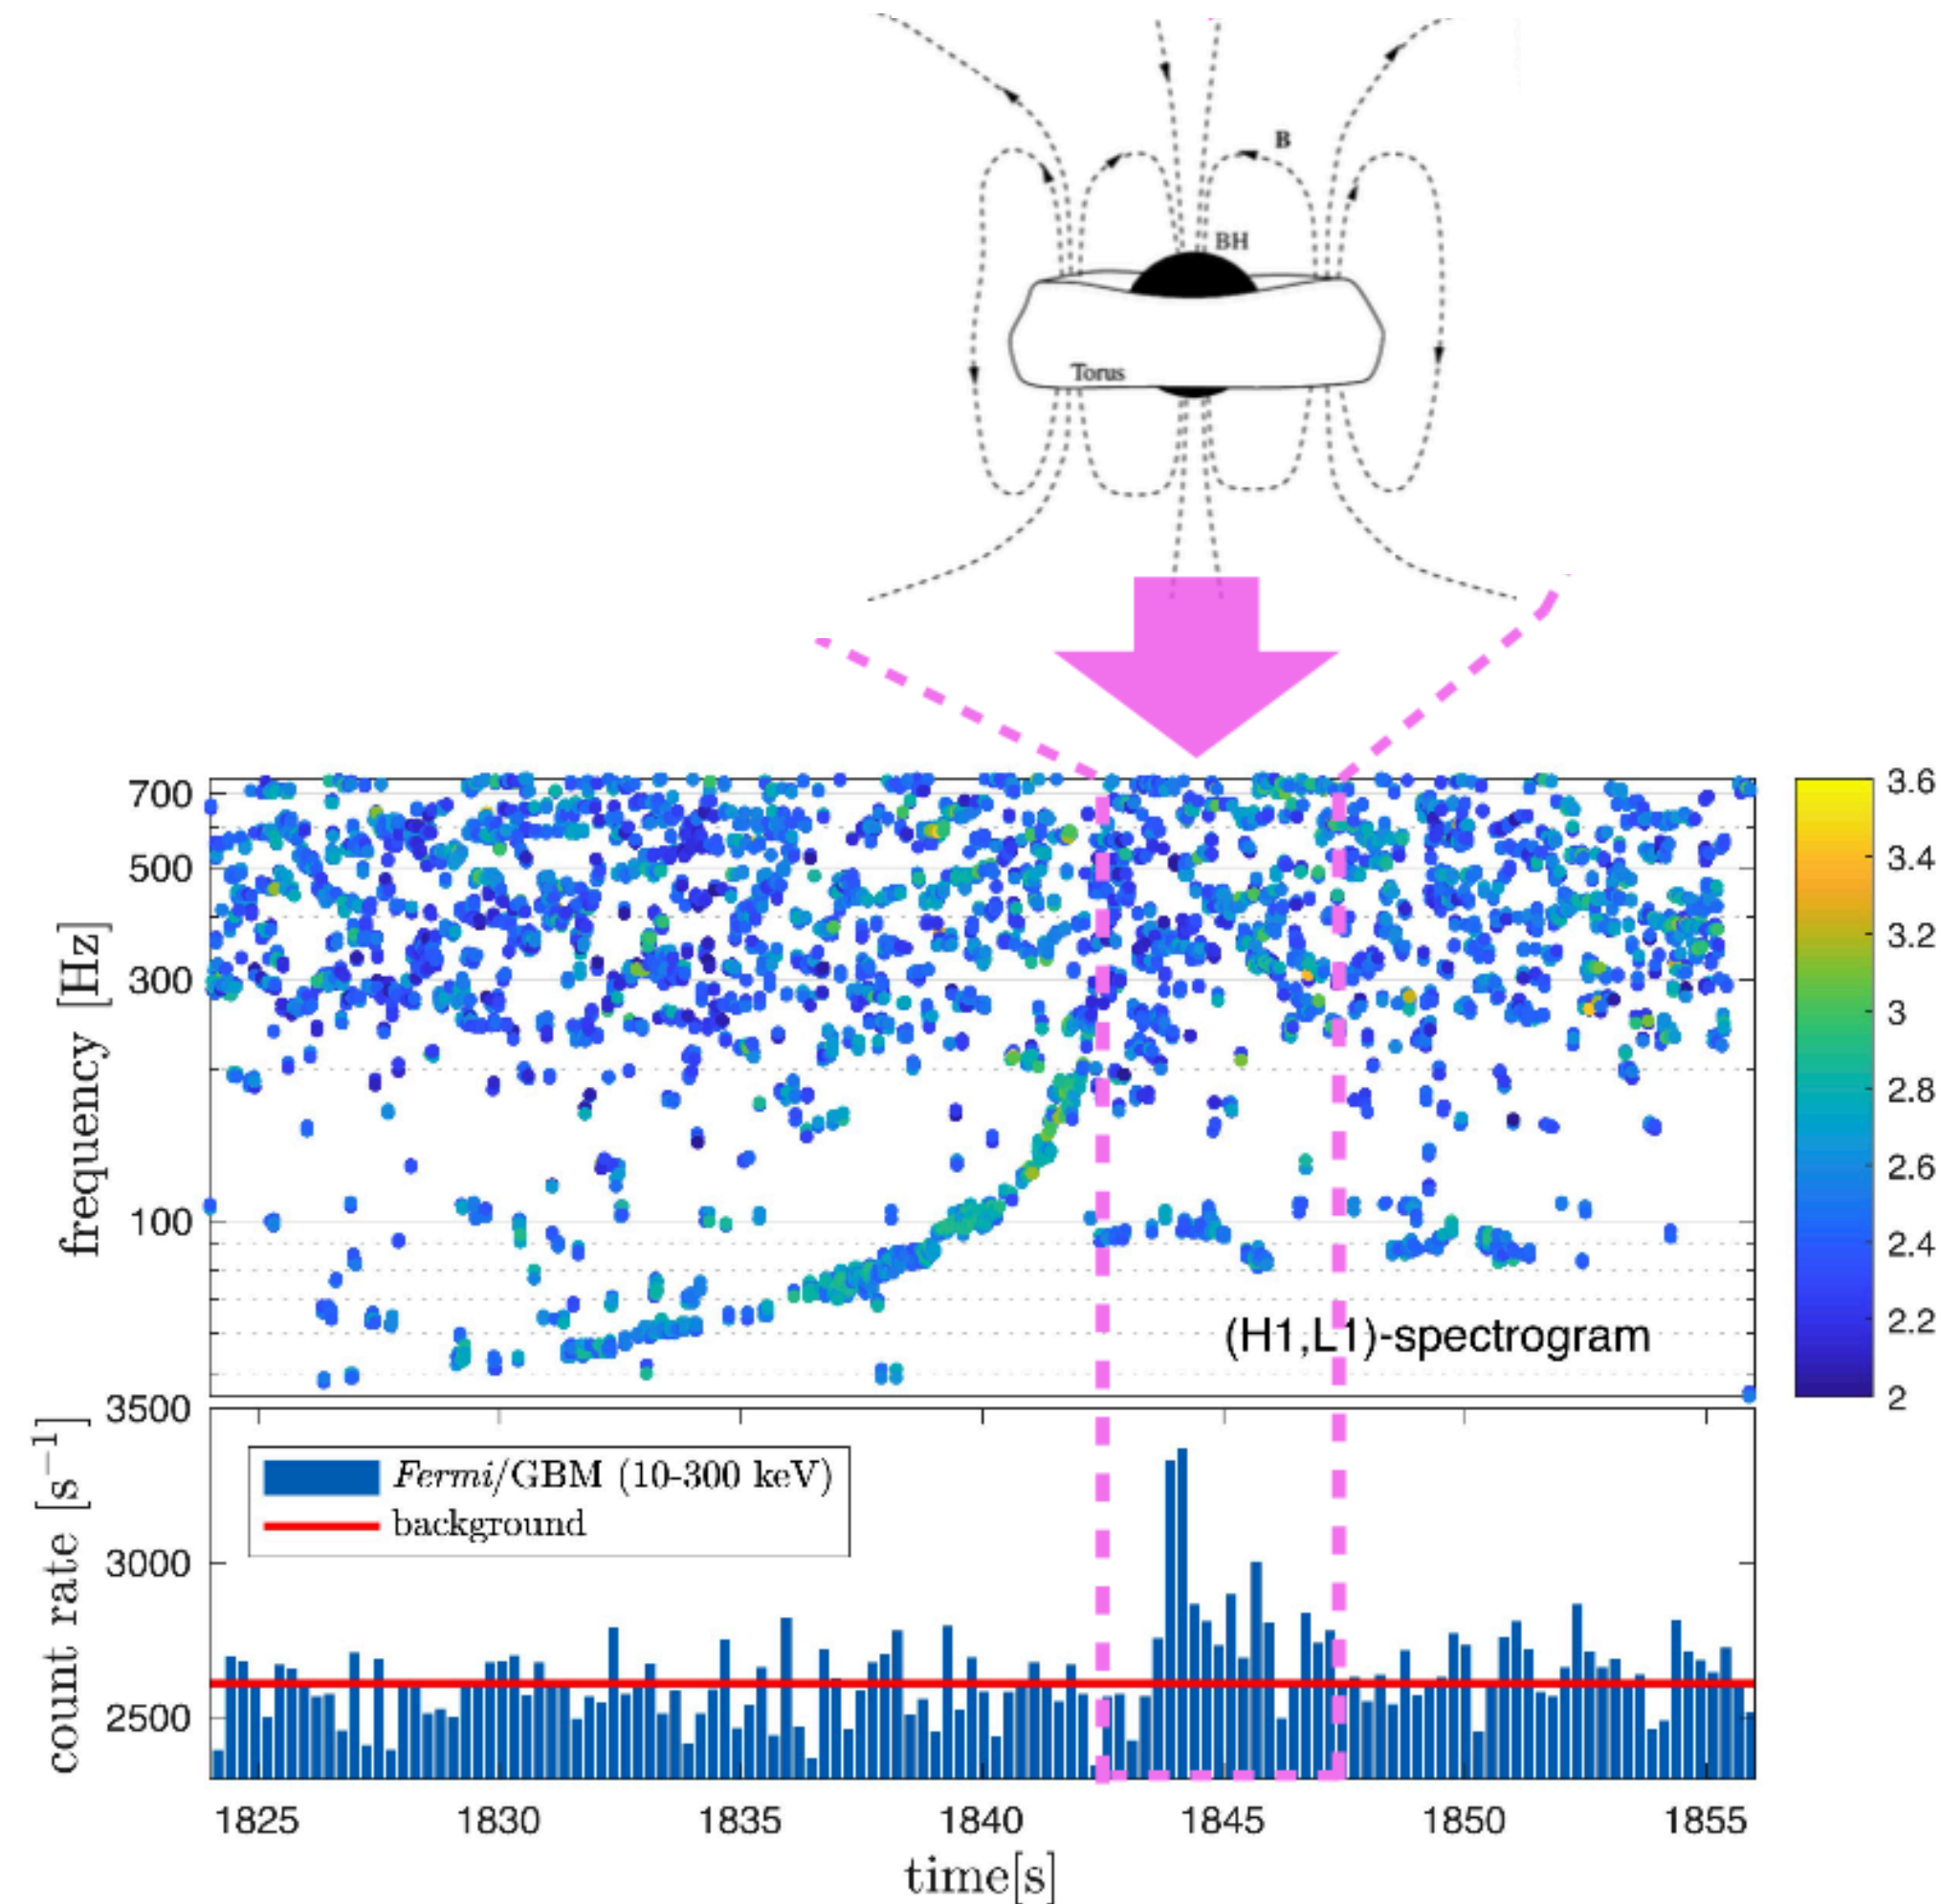 B
BH
Torus
frequency [Hz]
700
500
300
100
(H1,L1)-spectrogram
3.6
3.4
3.2
3
2.8
2.6
2.4
2.2
2
count rate [s⁻¹]
3500
3000
2500
Fermi/GBM (10-300 keV)
background
1825 1830 1835 1840 1845 1850 1855
time[s]